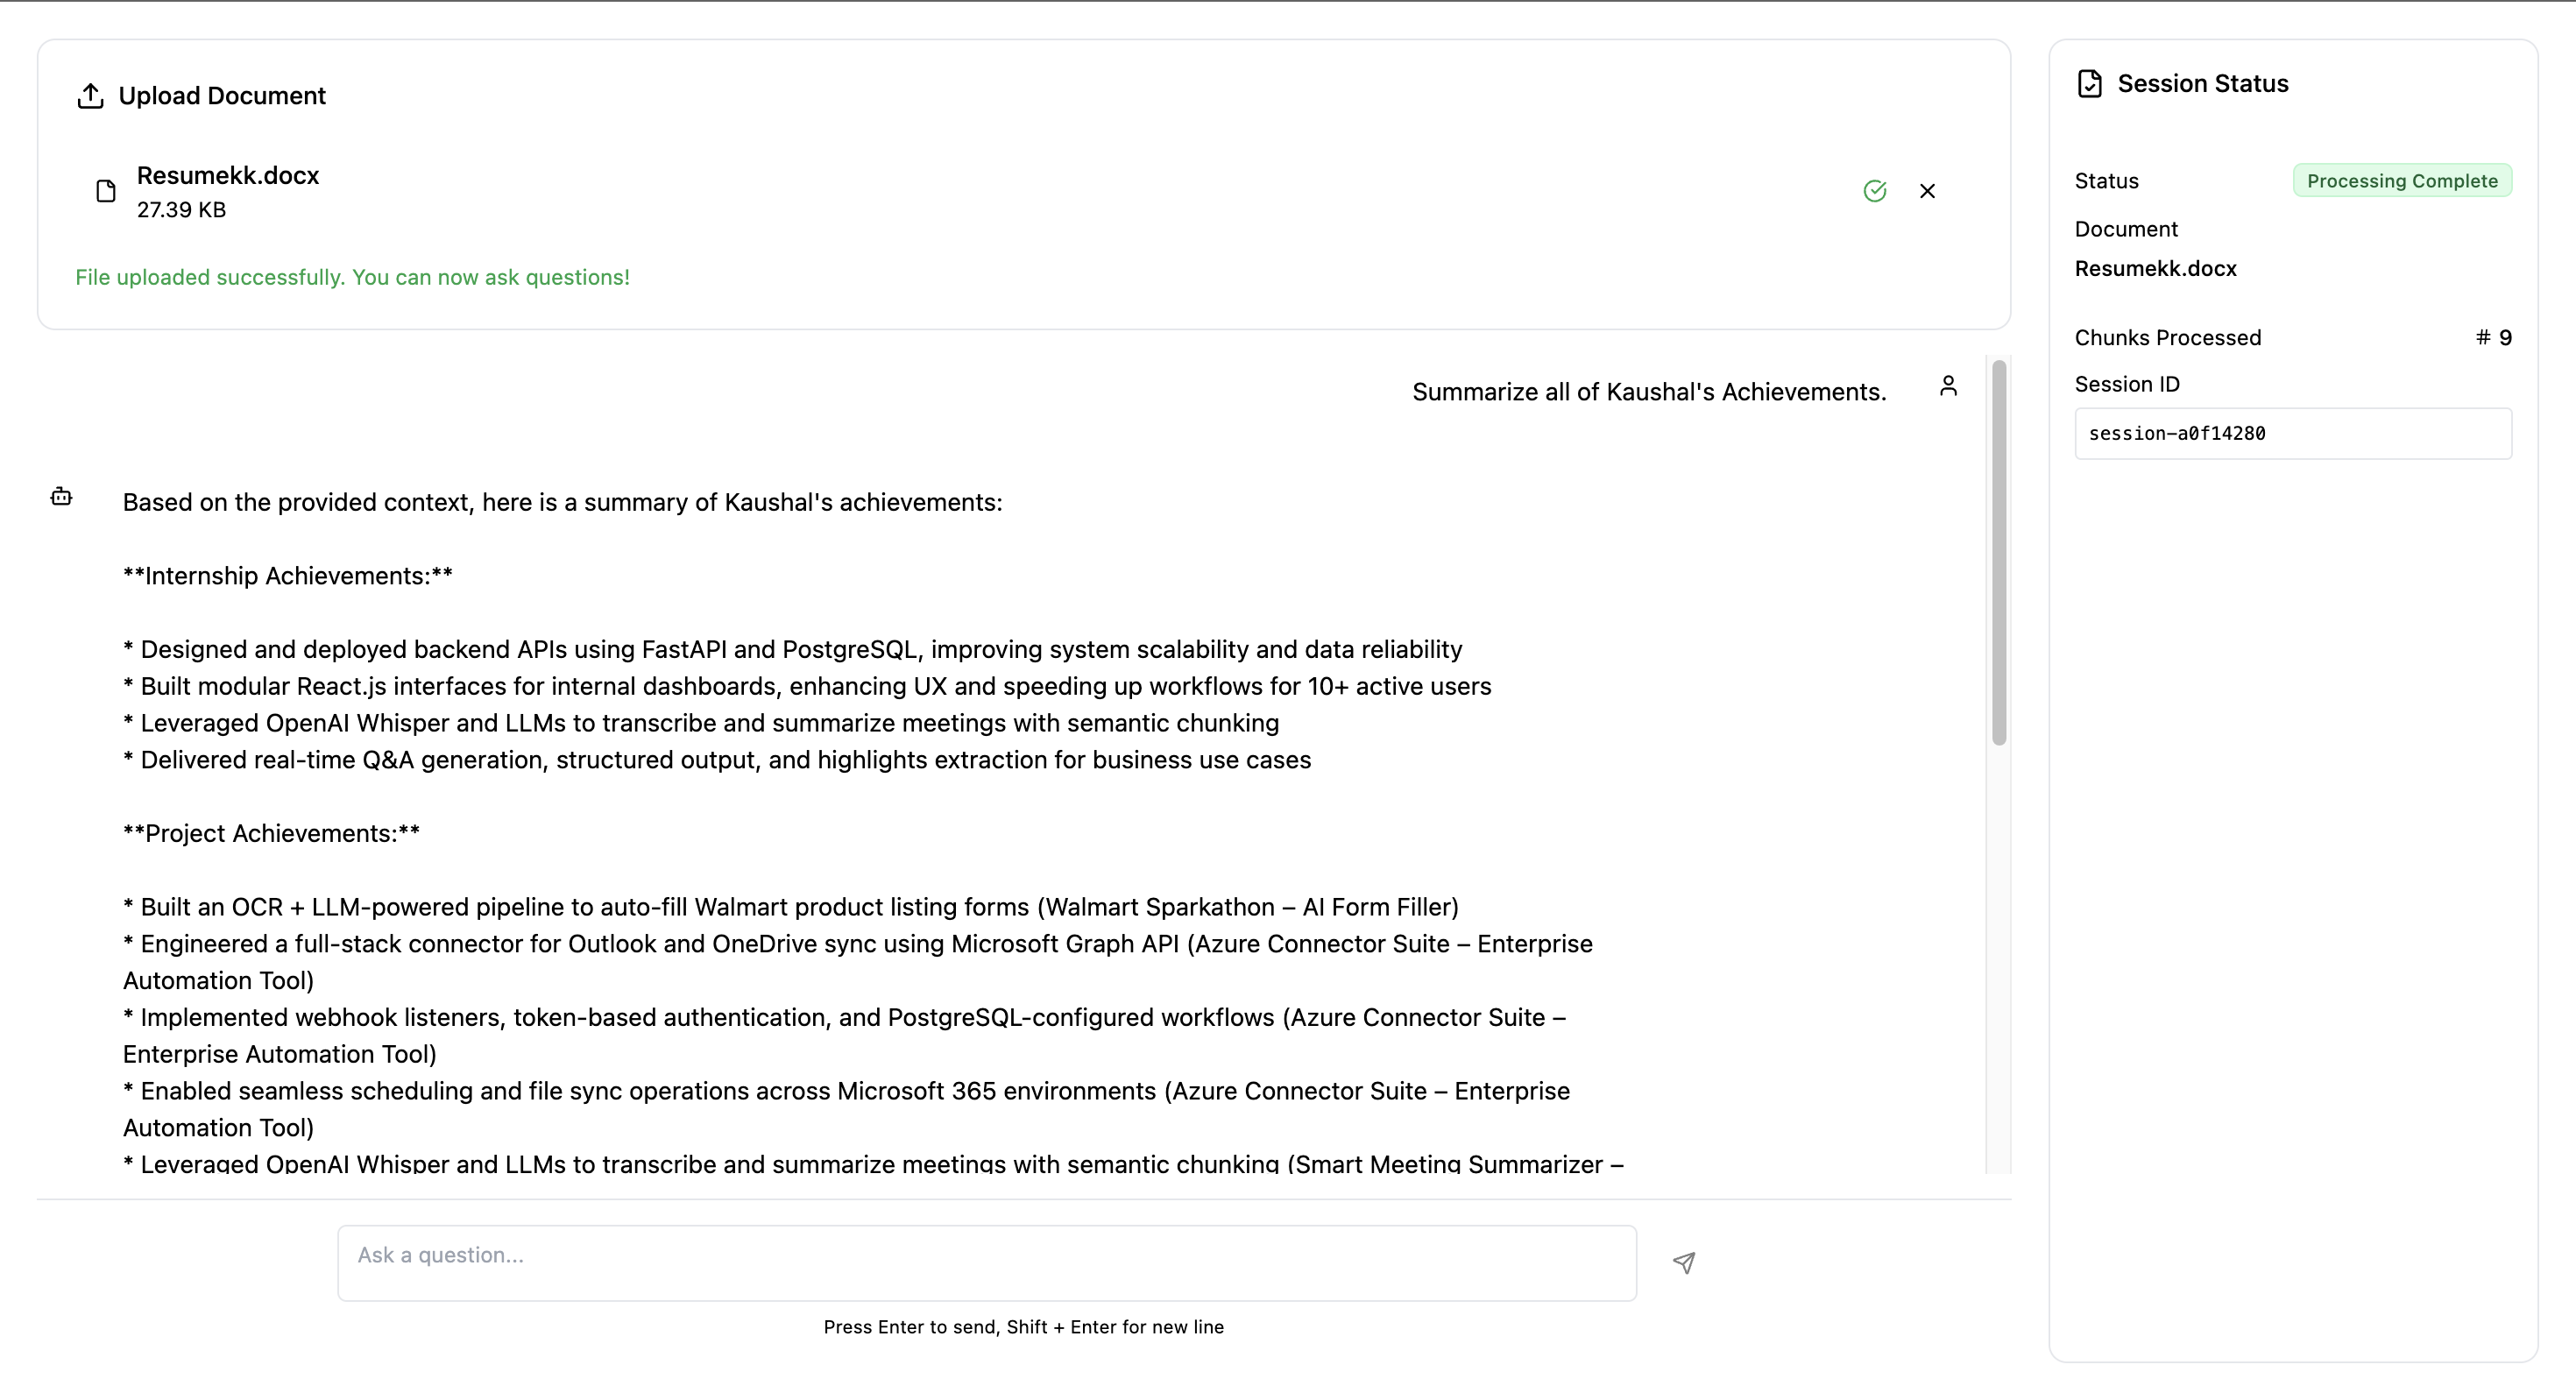 Upload Document
Resumekk.docx
27.39 KB
File uploaded successfully. You can now ask questions!
Summarize all of Kaushal's Achievements.
Based on the provided context, here is a summary of Kaushal's achievements:
**Internship Achievements:**
* Designed and deployed backend APIs using FastAPI and PostgreSQL, improving system scalability and data reliability
* Built modular React.js interfaces for internal dashboards, enhancing UX and speeding up workflows for 10+ active users
* Leveraged OpenAI Whisper and LLMs to transcribe and summarize meetings with semantic chunking
* Delivered real-time Q&A generation, structured output, and highlights extraction for business use cases
**Project Achievements:**
* Built an OCR + LLM-powered pipeline to auto-fill Walmart product listing forms (Walmart Sparkathon – AI Form Filler)
* Engineered a full-stack connector for Outlook and OneDrive sync using Microsoft Graph API (Azure Connector Suite – Enterprise
Automation Tool)
* Implemented webhook listeners, token-based authentication, and PostgreSQL-configured workflows (Azure Connector Suite –
Enterprise Automation Tool)
* Enabled seamless scheduling and file sync operations across Microsoft 365 environments (Azure Connector Suite – Enterprise
Automation Tool)
* Leveraged OpenAI Whisper and LLMs to transcribe and summarize meetings with semantic chunking (Smart Meeting Summarizer –
Ask a question...
Press Enter to send, Shift + Enter for new line
Session Status
Status
Processing Complete
Document
Resumekk.docx
Chunks Processed
# 9
Session ID
session-a0f14280